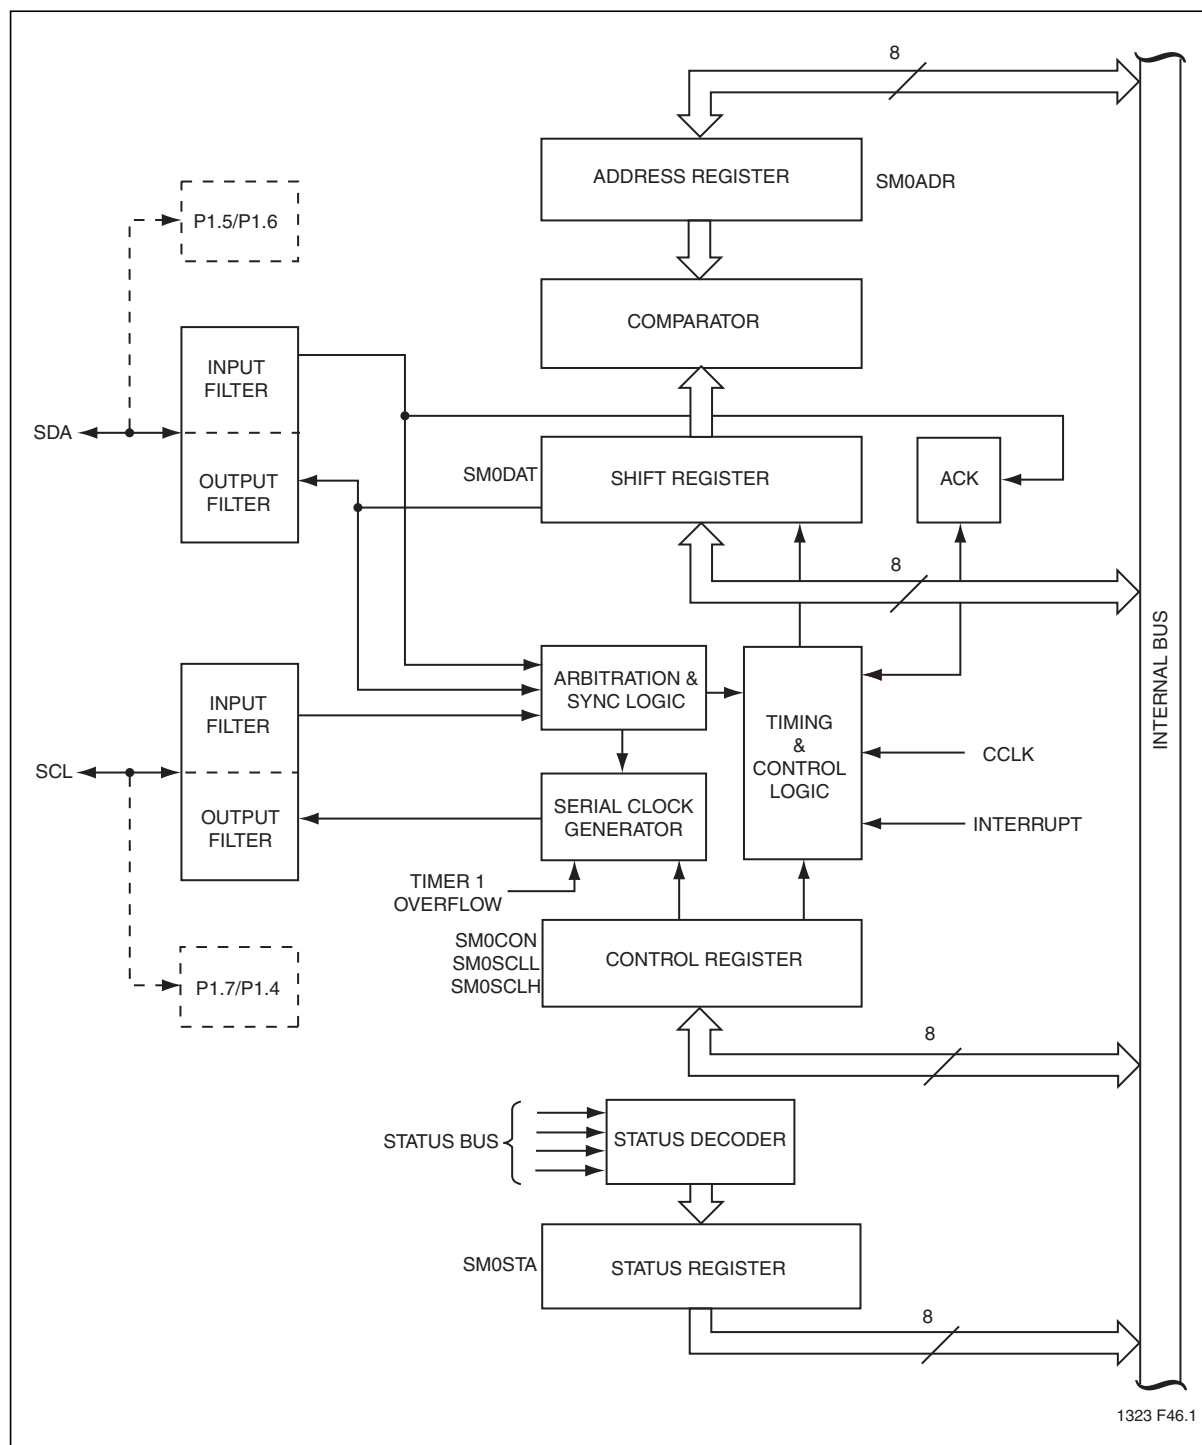 8
ADDRESS REGISTER
SM0ADR
P1.5/P1.6
COMPARATOR
INPUT
FILTER
SDA
OUTPUT
FILTER
SM0DAT
SHIFT REGISTER
ACK
8
INTERNAL BUS
ARBITRATION &
SYNC LOGIC
INPUT
FILTER
TIMING
&
CONTROL
LOGIC
CCLK
SCL
OUTPUT
FILTER
SERIAL CLOCK
GENERATOR
INTERRUPT
TIMER 1
OVERFLOW
SM0CON
SM0SCLL
SM0SCLH
CONTROL REGISTER
P1.7/P1.4
8
STATUS BUS
STATUS DECODER
SM0STA
STATUS REGISTER
8
1323 F46.1